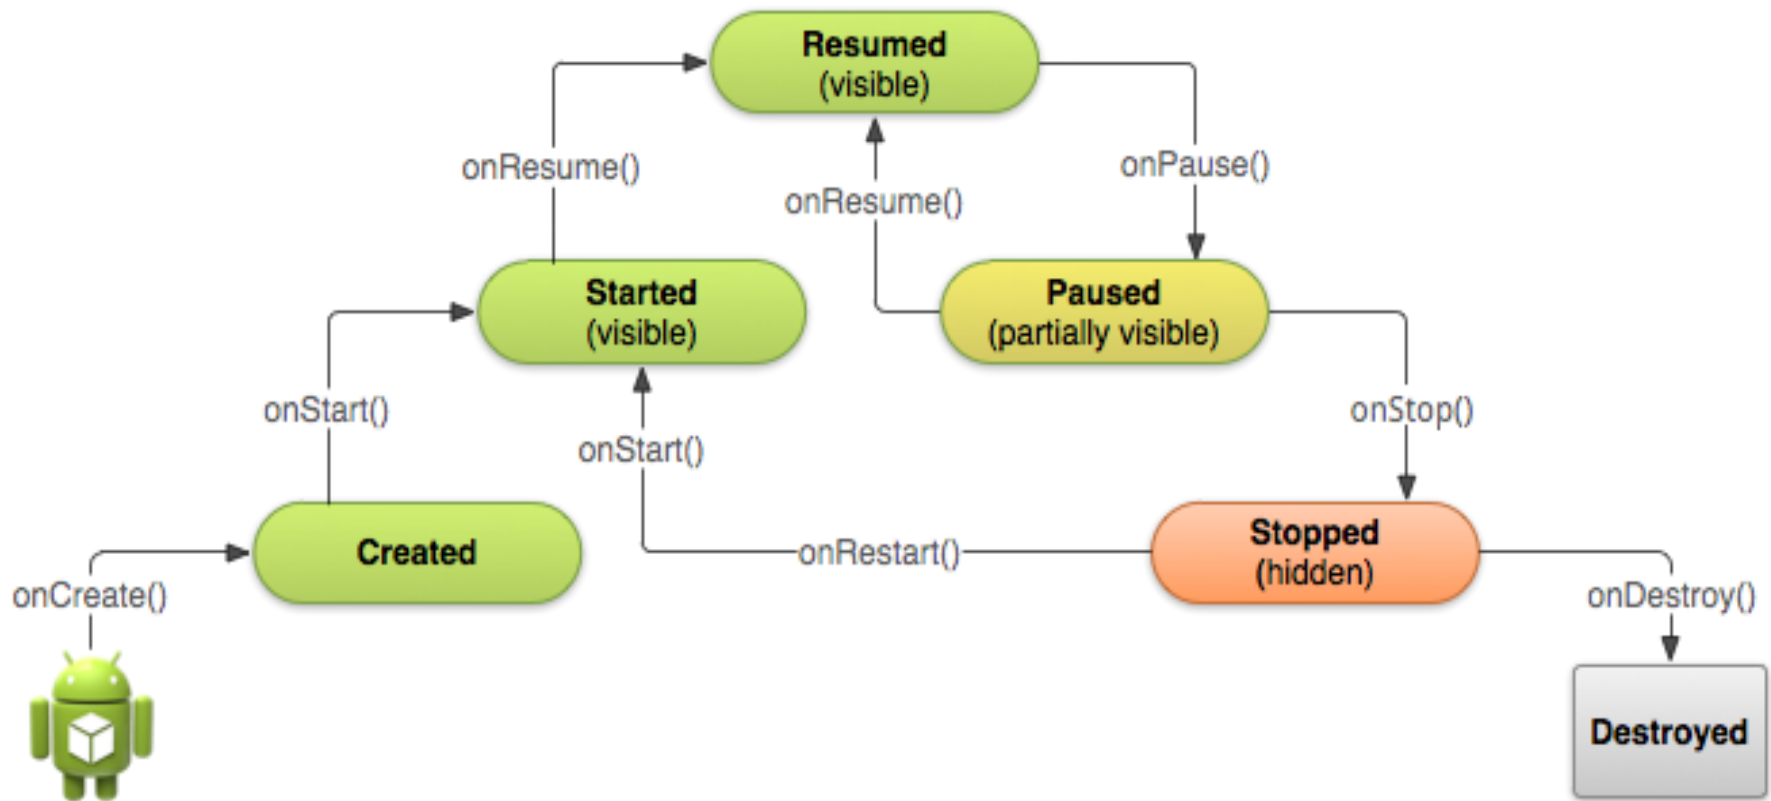 Resumed
(visible)
onResume()
onPause()
onResume()
Started
(visible)
Paused
(partially visible)
onStart()
onStart()
onStop()
Created
onRestart()
Stopped
(hidden)
onCreate()
onDestroy()
Destroyed